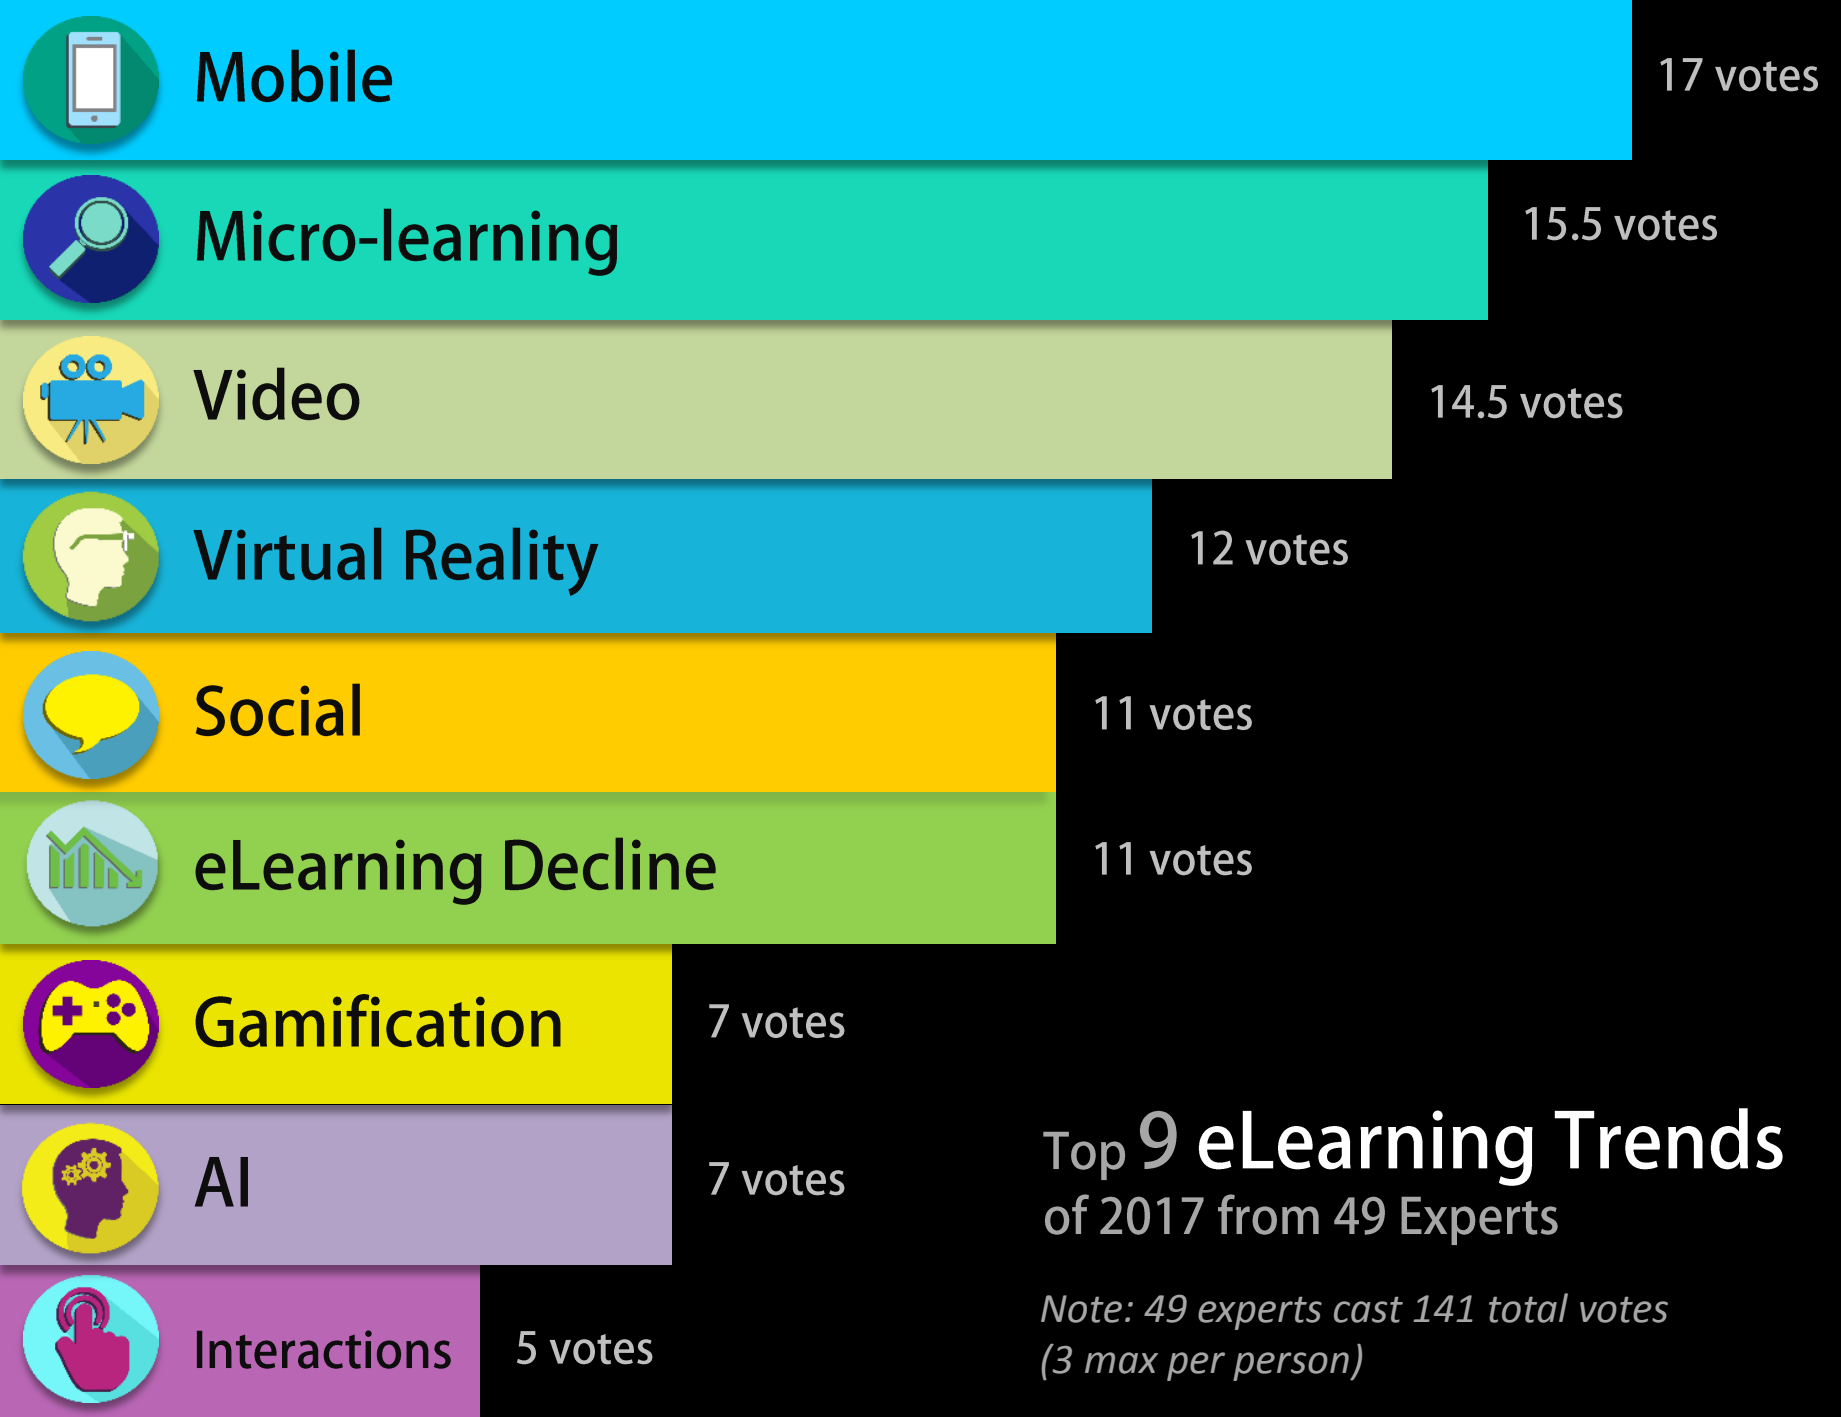 Mobile
17 votes
Micro-learning
15.5 votes
Video
14.5 votes
Virtual Reality
12 votes
Social
11 votes
eLearning Decline
11 votes
Gamification
7 votes
AI
7 votes
Interactions
5 votes
Top 9 eLearning Trends
of 2017 from 49 Experts
Note: 49 experts cast 141 total votes
(3 max per person)